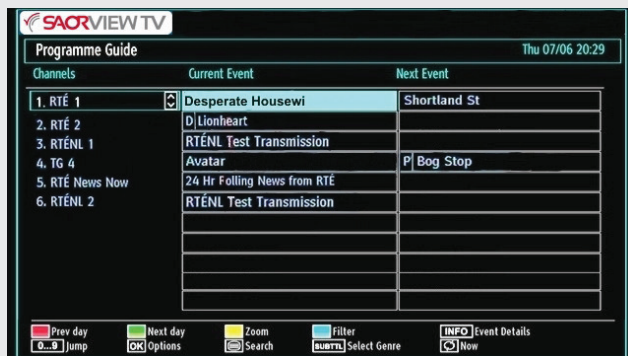 SAORVIEW TV
Programme Guide Thu 07/06 20:29
Channels Current Event Next Event
1. RTÉ 1 Desperate Housewi Shortland St
2. RTÉ 2 D Lionheart
3. RTÉNL 1 RTÉNL Test Transmission
4. TG 4 Avatar P Bog Stop
5. RTÉ News Now 24 Hr Folling News from RTÉ
6. RTÉNL 2 RTÉNL Test Transmission
Prev day Next day Zoom Filter INFO Event Details
0...9 Jump OK Options Search SUBTTL Select Genre Now